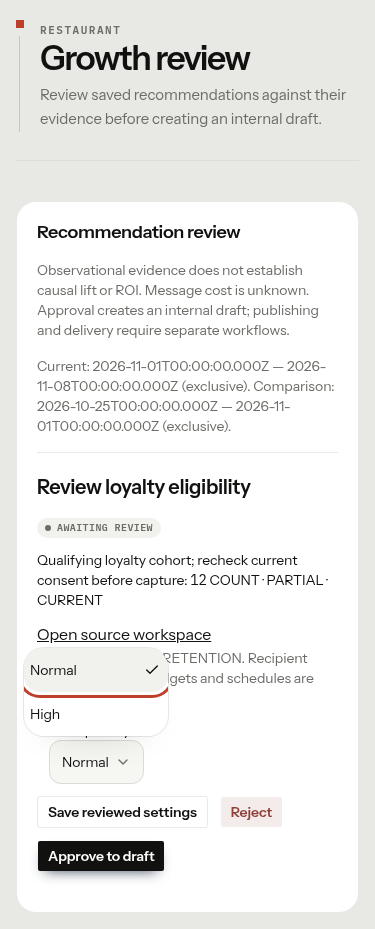 RESTAURANT
Growth review
Review saved recommendations against their
evidence before creating an internal draft.
Recommendation review
Observational evidence does not establish
causal lift or ROI. Message cost is unknown.
Approval creates an internal draft; publishing
and delivery require separate workflows.
Current: 2026-11-01T00:00:00.000Z — 2026-
11-08T00:00:00.000Z (exclusive). Comparison:
2026-10-25T00:00:00.000Z — 2026-11-
01T00:00:00.000Z (exclusive).
Review loyalty eligibility
AWAITING REVIEW
Qualifying loyalty cohort; recheck current
consent before capture: 12 COUNT · PARTIAL ·
CURRENT
Open source workspace
RETENTION. Recipient
and schedules are
Normal
High
Normal
Save reviewed settings
Reject
Approve to draft